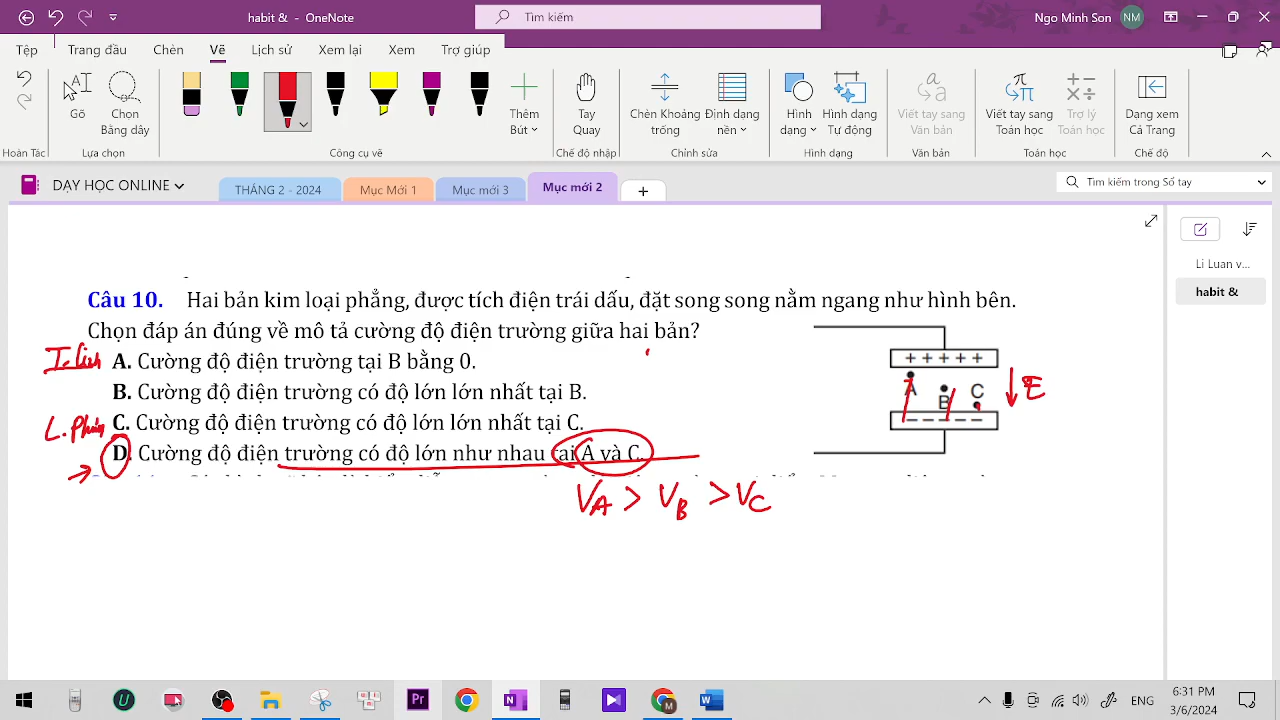 habit & - OneNote
Tìm kiếm
Ngo Minh Son NM
Tệp Trang đầu Chèn Vẽ Lịch sử Xem lại Xem Trợ giúp
Gõ
Chọn Bằng dây
Thêm Bút
Tay Quay
Chèn Khoảng trống
Định dạng nền
Hình dạng
Hình dạng Tự động
Viết tay sang Văn bản
Viết tay sang Toán học
Trợ lý Toán học
Dạng xem Cả Trang
Hoàn Tác Lựa chọn Công cụ vẽ Chế độ nhập Chỉnh sửa Hình dạng Văn bản Toán học Chế độ
DẠY HỌC ONLINE
THÁNG 2 - 2024 Mục Mới 1 Mục mới 3 Mục mới 2 +
Tìm kiếm trong Sổ tay
Li Luan v...
habit &
Câu 10. Hai bản kim loại phẳng, được tích điện trái dấu, đặt song song nằm ngang như hình bên.
Chọn đáp án đúng về mô tả cường độ điện trường giữa hai bản?
A. Cường độ điện trường tại B bằng 0.
B. Cường độ điện trường có độ lớn lớn nhất tại B.
C. Cường độ điện trường có độ lớn lớn nhất tại C.
D. Cường độ điện trường có độ lớn như nhau tại A và C.
+ + + + +
A B C E
− − − − −
V_A > V_B > V_C
Pr
ENG
6:31 PM
3/6/2024